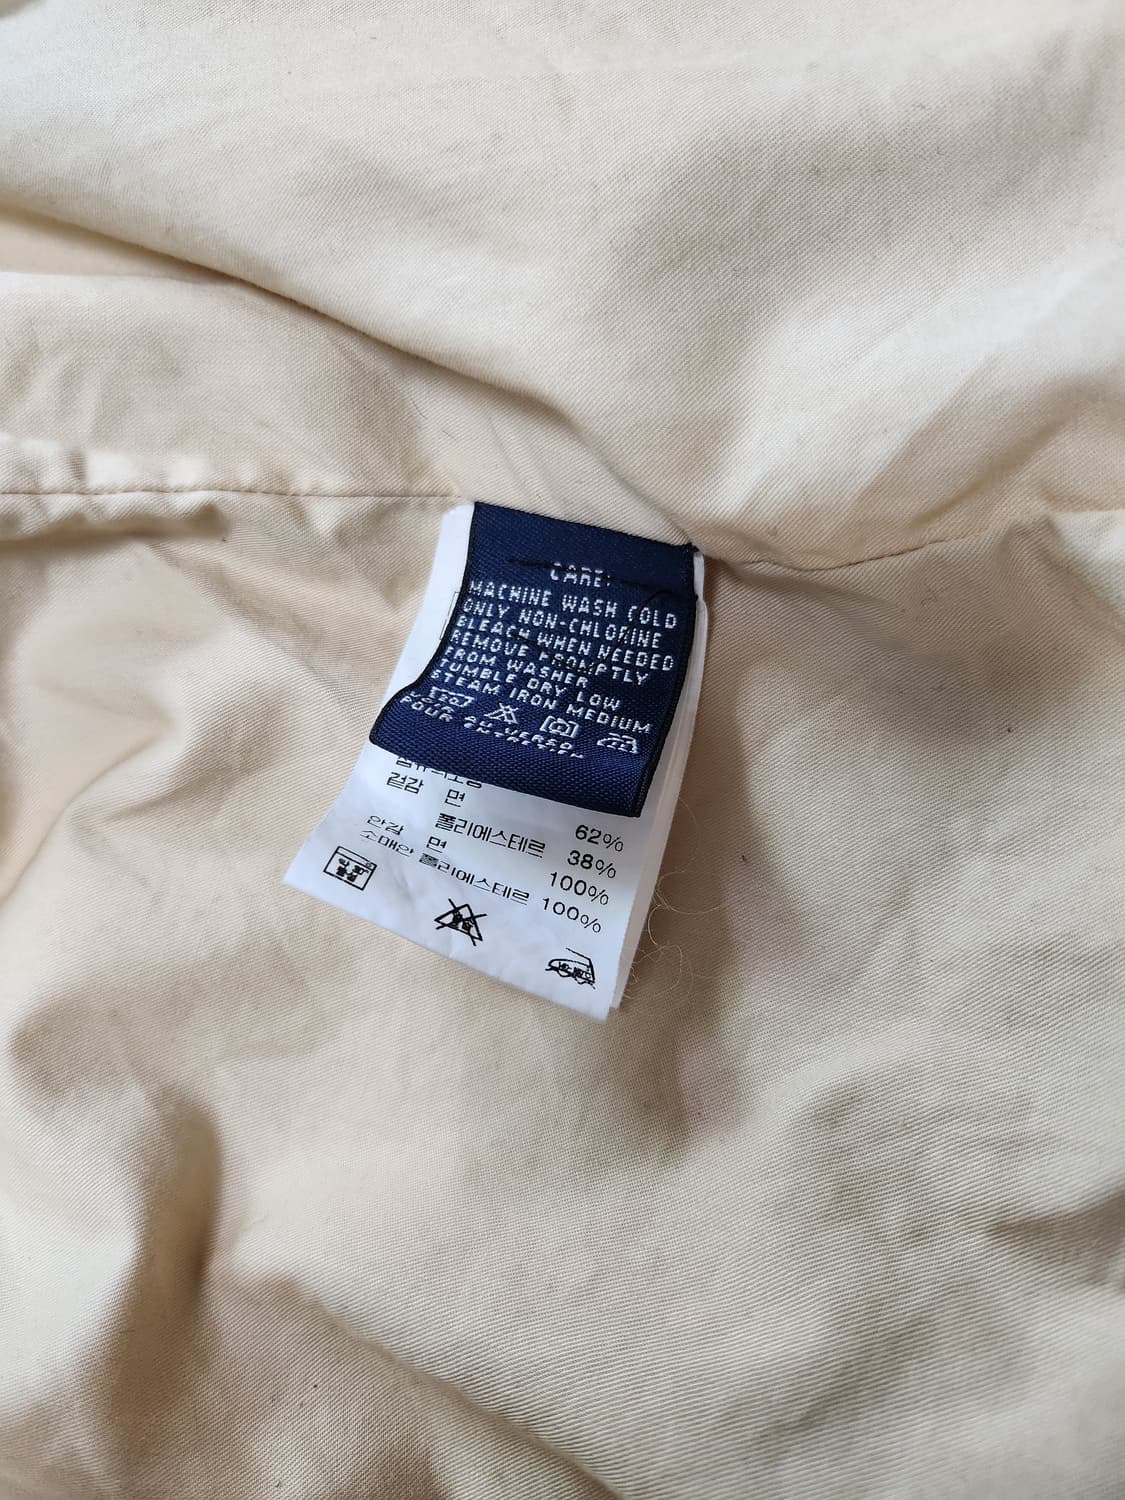 CARE:
MACHINE WASH COLD
ONLY NON-CHLORINE
BLEACH WHEN NEEDED
REMOVE PROMPTLY
FROM WASHER
TUMBLE DRY LOW
STEAM IRON MEDIUM
겉감 면 62%
폴리에스테르 38%
안감 면 100%
소매안 폴리에스테르 100%